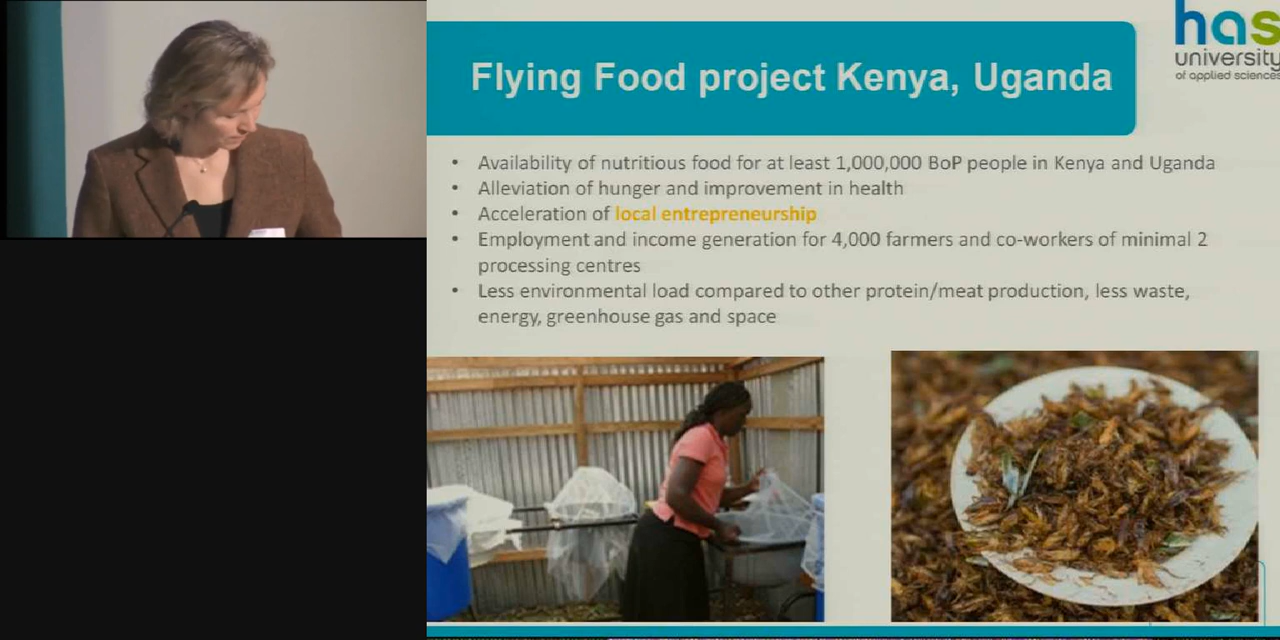 has
university
of applied sciences
Flying Food project Kenya, Uganda
• Availability of nutritious food for at least 1,000,000 BoP people in Kenya and Uganda
• Alleviation of hunger and improvement in health
• Acceleration of local entrepreneurship
• Employment and income generation for 4,000 farmers and co-workers of minimal 2
processing centres
• Less environmental load compared to other protein/meat production, less waste,
energy, greenhouse gas and space